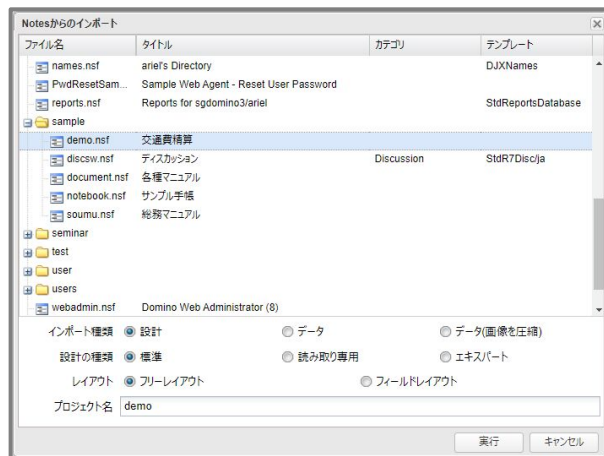 Notesからのインポート
ファイル名 タイトル カテゴリ テンプレート
names.nsf ariel's Directory DJXNames
PwdResetSam... Sample Web Agent - Reset User Password
reports.nsf Reports for sgdomino3/ariel StdReportsDatabase
sample
demo.nsf 交通費精算
discsw.nsf ディスカッション Discussion StdR7Disc/ja
document.nsf 各種マニュアル
notebook.nsf サンプル手帳
soumu.nsf 総務マニュアル
seminar
test
user
users
webadmin.nsf Domino Web Administrator (8)
インポート種類 設計 データ データ(画像を圧縮)
設計の種類 標準 読み取り専用 エキスパート
レイアウト フリーレイアウト フィールドレイアウト
プロジェクト名 demo
実行 キャンセル